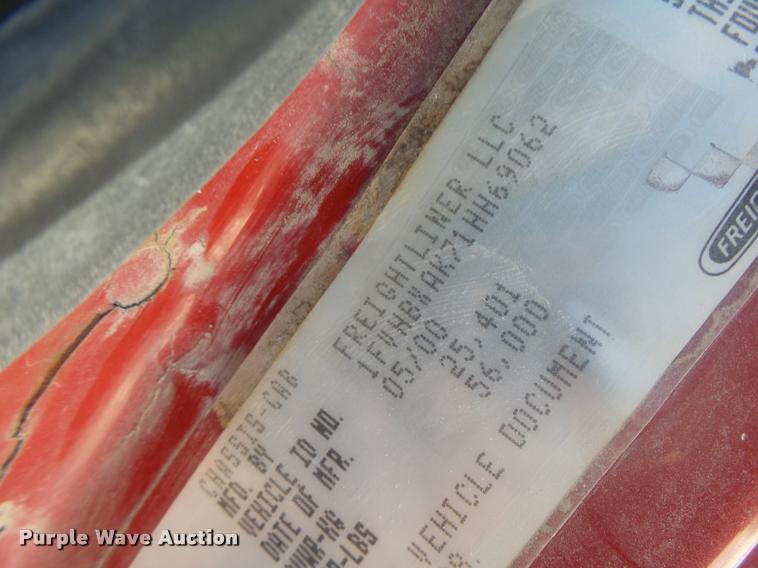 CHASSIS-CAB
MFD. BY FREIGHTLINER LLC
VEHICLE ID NO. 1FVHBXAK71HH69062
DATE OF MFR. 05/00
GVWR-KG 25,401
-LBS 56,000
VEHICLE DOCUMENT
FREI
Purple Wave Auction